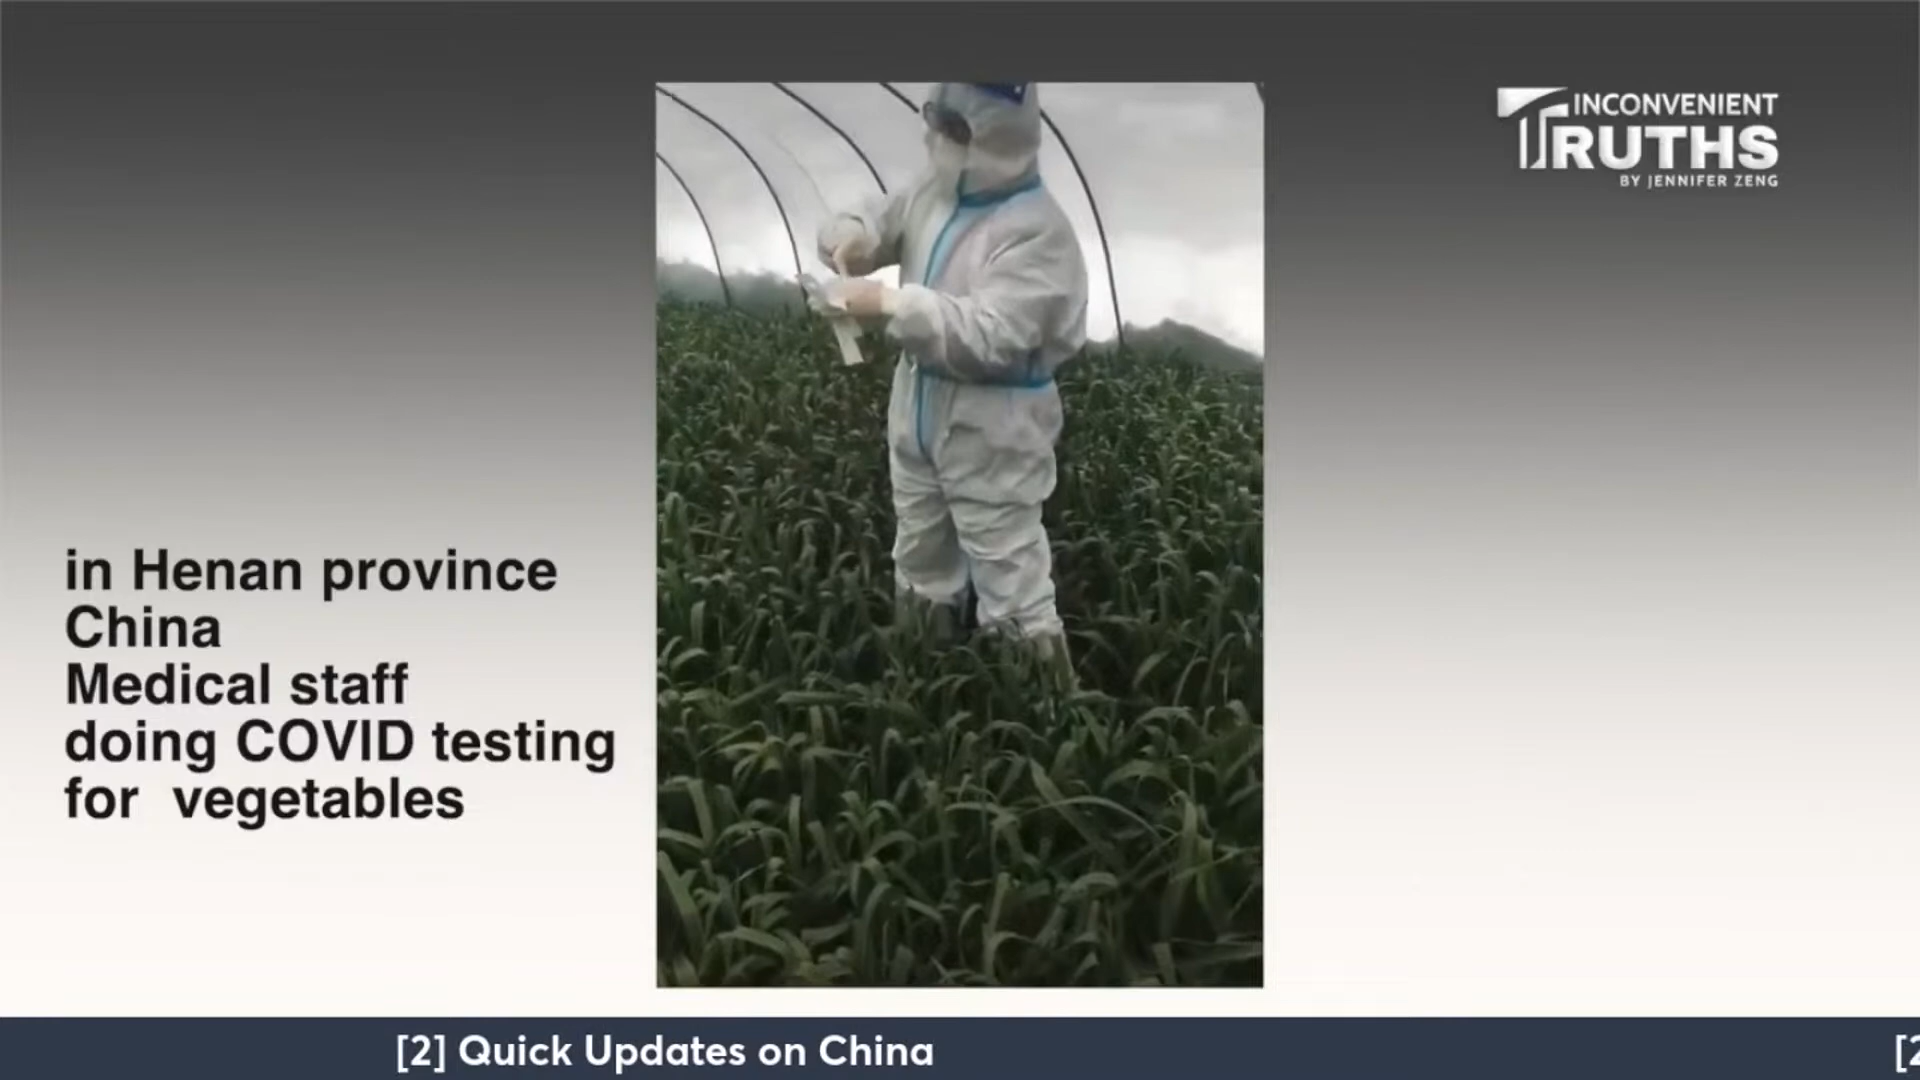 INCONVENIENT
TRUTHS
BY JENNIFER ZENG
in Henan province
China
Medical staff
doing COVID testing
for vegetables
[2] Quick Updates on China
[2